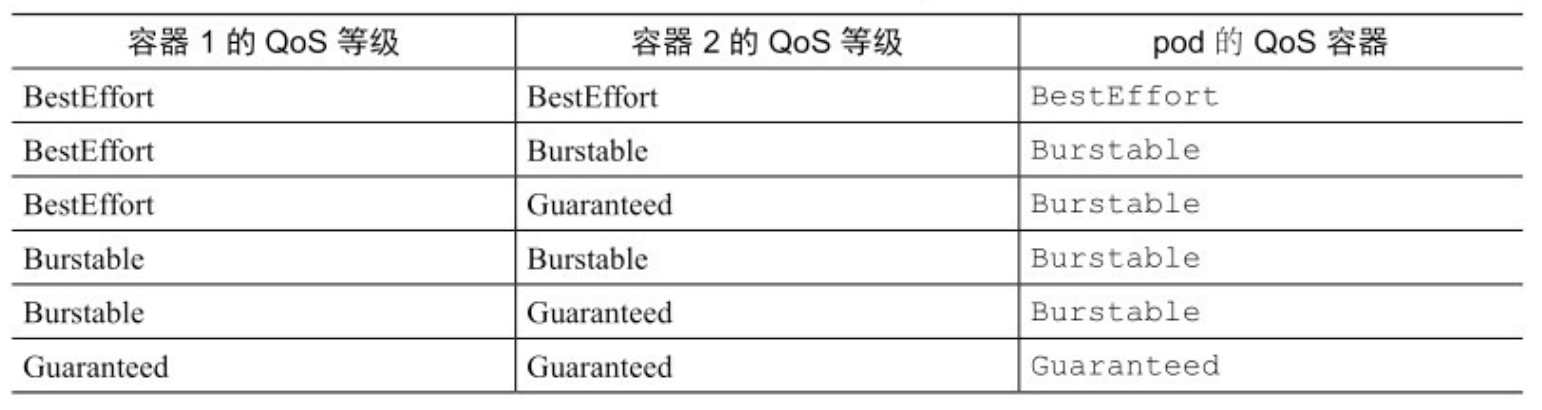 容器 1 的 QoS 等级 容器 2 的 QoS 等级 pod 的 QoS 容器
BestEffort BestEffort BestEffort
BestEffort Burstable Burstable
BestEffort Guaranteed Burstable
Burstable Burstable Burstable
Burstable Guaranteed Burstable
Guaranteed Guaranteed Guaranteed